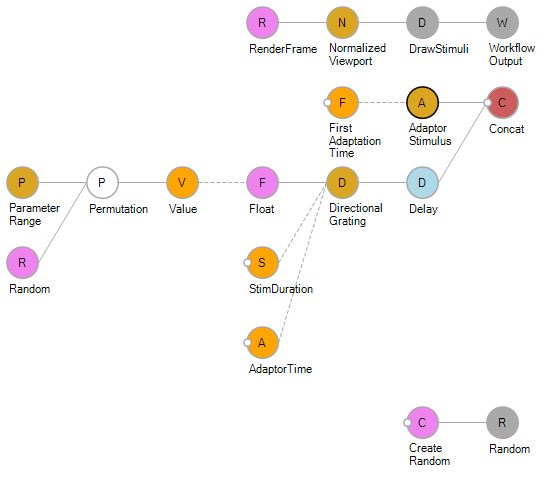 R N D W
RenderFrame Normalized DrawStimuli Workflow
Viewport Output
F A C
First Adaptor Concat
Adaptation Stimulus
Time
P P V F D D
Parameter Permutation Value Float Directional Delay
Range Grating
R S
Random StimDuration
A
AdaptorTime
C R
Create Random
Random